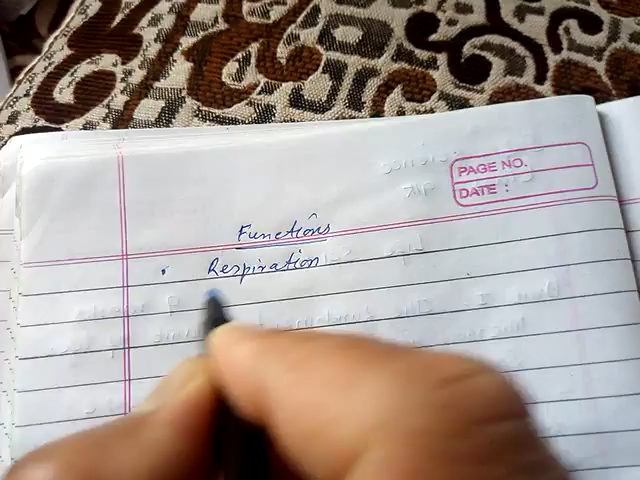 PAGE NO.
DATE :
Functions
• Respiration